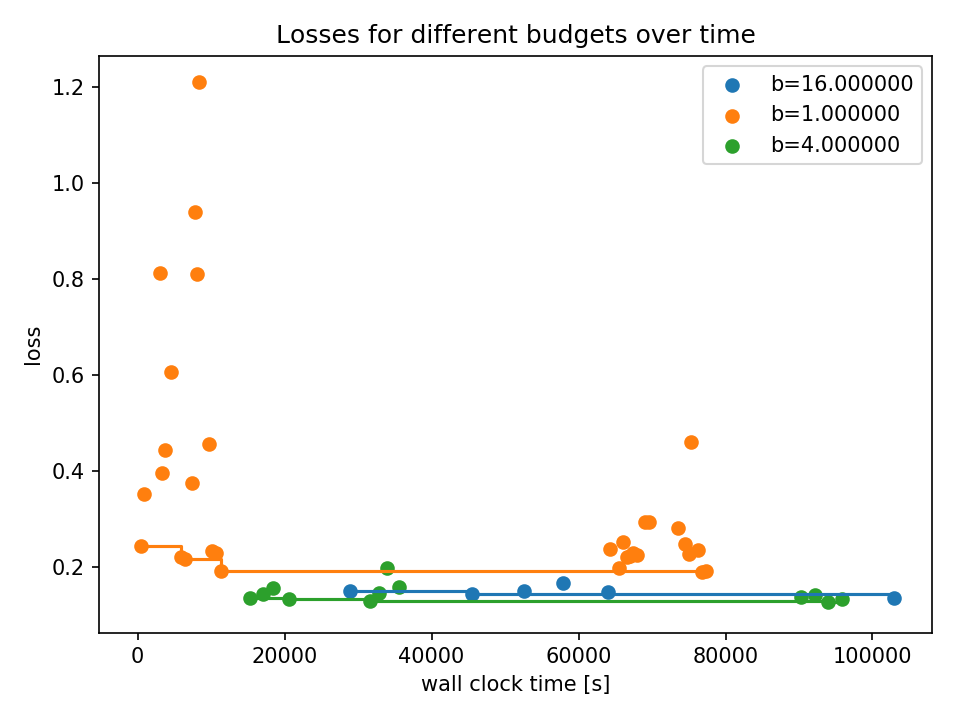 Losses for different budgets over time
b=16.000000
b=1.000000
b=4.000000
1.2
1.0
0.8
0.6
0.4
0.2
loss
0 20000 40000 60000 80000 100000
wall clock time [s]